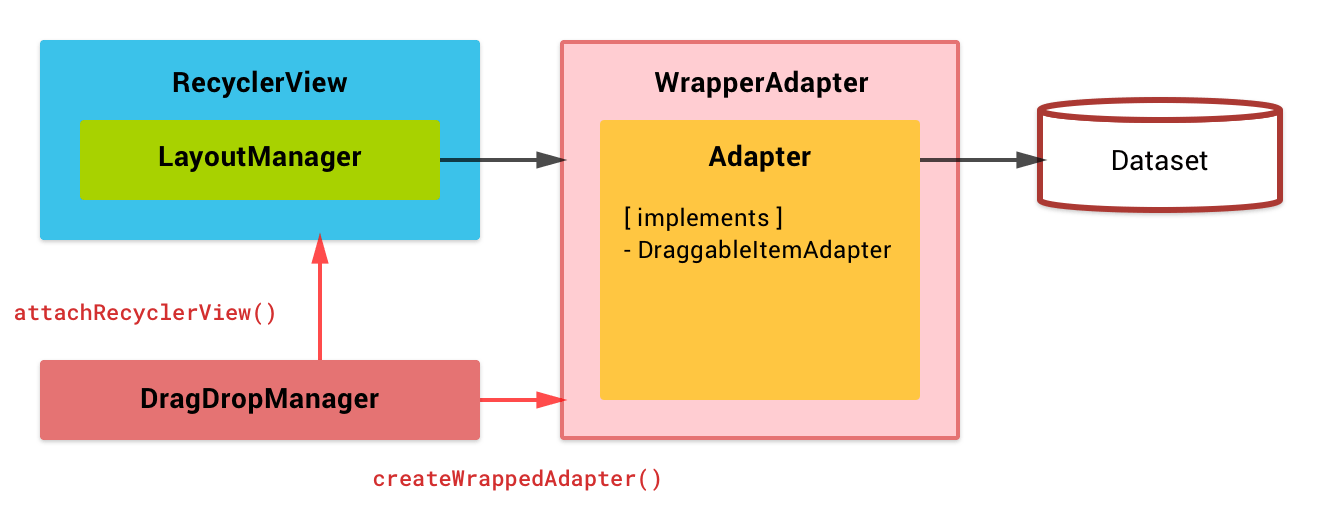 RecyclerView
LayoutManager
WrapperAdapter
Adapter
[ implements ]
- DraggableItemAdapter
Dataset
attachRecyclerView()
DragDropManager
createWrappedAdapter()